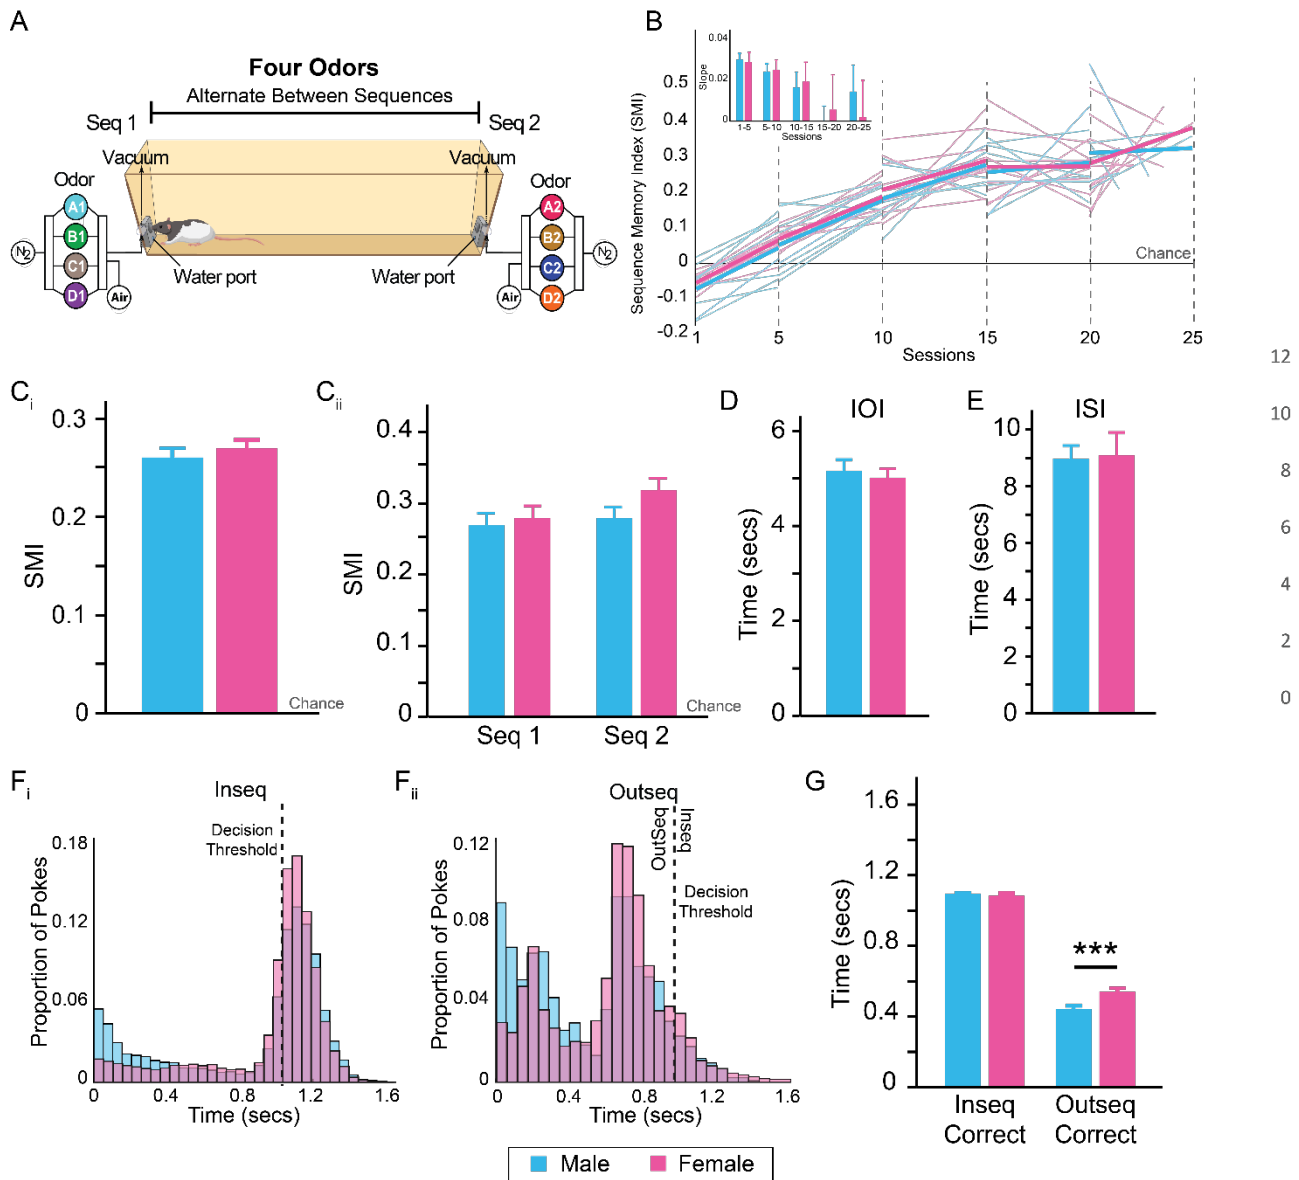 A
Four Odors
Alternate Between Sequences
Seq 1
Seq 2
Vacuum
Vacuum
Odor
Odor
A1
B1
C1
D1
N2
Air
Water port
Water port
A2
B2
C2
D2
N2
Air
B
Sequence Memory Index (SMI)
0.5
0.4
0.3
0.2
0.1
0
-0.1
-0.2
Slope
0.04
0.02
0
1-5 5-10 10-15 15-20 20-25
Sessions
Chance
1 5 10 15 20 25
Sessions
12
10
8
6
4
2
0
Ci
SMI
0.3
0.2
0.1
0
Chance
Cii
SMI
0.4
0.3
0.2
0.1
0
Chance
Seq 1 Seq 2
D
IOI
Time (secs)
6
4
2
0
E
ISI
Time (secs)
10
8
6
4
2
0
Fi
Inseq
Decision
Threshold
Proportion of Pokes
0.18
0.12
0.06
0
0 0.4 0.8 1.2 1.6
Time (secs)
Fii
Outseq
OutSeq
Inseq
Decision
Threshold
Proportion of Pokes
0.12
0.08
0.04
0
0 0.4 0.8 1.2 1.6
Time (secs)
G
Time (secs)
1.6
1.2
0.8
0.4
0
***
Inseq
Correct
Outseq
Correct
Male Female